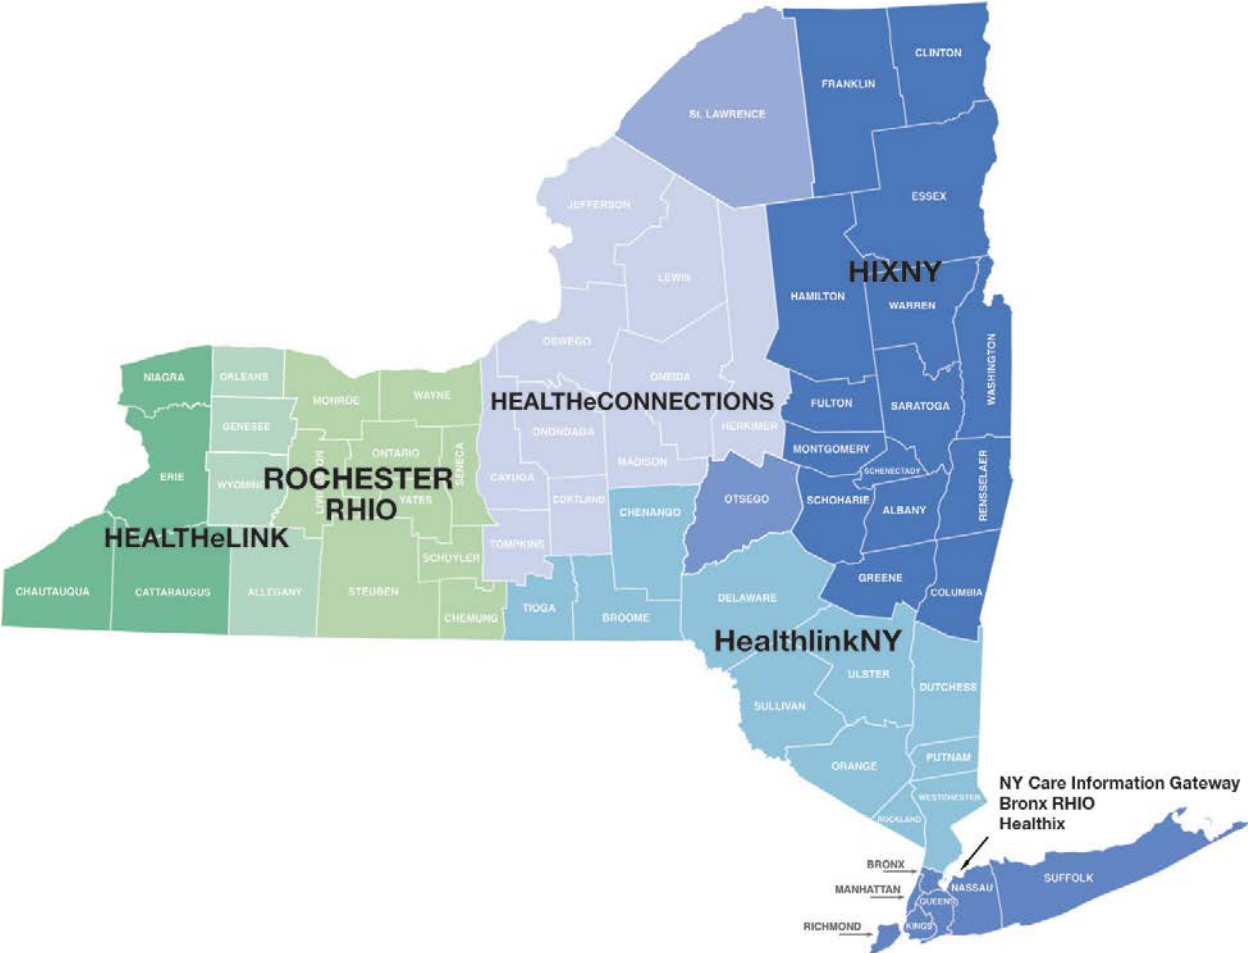 CLINTON
FRANKLIN
St. LAWRENCE
ESSEX
JEFFERSON
HIXNY
LEWIS
HAMILTON
WARREN
OSWEGO
WASHINGTON
NIAGRA
ORLEANS
ONEIDA
WAYNE
MONROE
HEALTHeCONNECTIONS
FULTON
SARATOGA
GENESEE
HERKIMER
ONONDAGA
MONTGOMERY
ONTARIO
MADISON
SENECA
SCHENECTADY
ERIE
CAYUGA
WYOMING
ROCHESTER
RHIO
LIVINGSTON
YATES
CORTLAND
OTSEGO
SCHOHARIE
RENSSELAER
CHENANGO
ALBANY
HEALTHeLINK
TOMPKINS
SCHUYLER
GREENE
CHAUTAUQUA
CATTARAUGUS
ALLEGANY
STEUBEN
COLUMBIA
DELAWARE
TIOGA
CHEMUNG
BROOME
HealthlinkNY
ULSTER
DUTCHESS
SULLIVAN
PUTNAM
ORANGE
NY Care Information Gateway
Bronx RHIO
Healthix
WESTCHESTER
ROCKLAND
BRONX
SUFFOLK
MANHATTAN
NASSAU
QUEENS
RICHMOND
KINGS